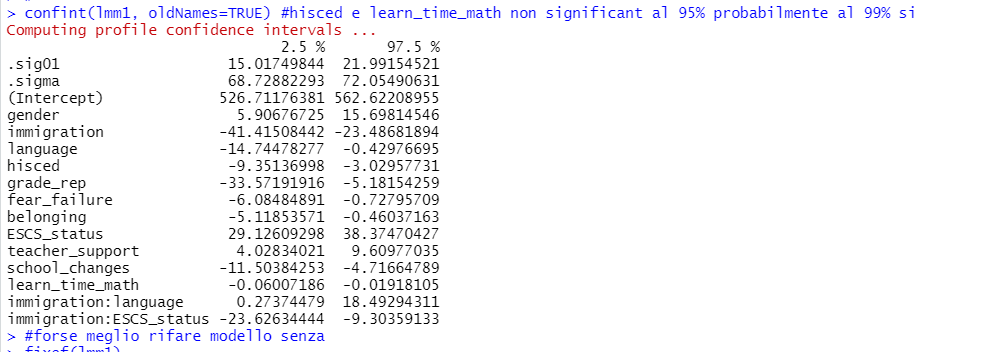 > confint(lmm1, oldNames=TRUE) #hisced e learn_time_math non significant al 95% probabilmente al 99% si
Computing profile confidence intervals ...
2.5 % 97.5 %
.sig01 15.01749844 21.99154521
.sigma 68.72882293 72.05490631
(Intercept) 526.71176381 562.62208955
gender 5.90676725 15.69814546
immigration -41.41508442 -23.48681894
language -14.74478277 -0.42976695
hisced -9.35136998 -3.02957731
grade_rep -33.57191916 -5.18154259
fear_failure -6.08484891 -0.72795709
belonging -5.11853571 -0.46037163
ESCS_status 29.12609298 38.37470427
teacher_support 4.02834021 9.60977035
school_changes -11.50384253 -4.71664789
learn_time_math -0.06007186 -0.01918105
immigration:language 0.27374479 18.49294311
immigration:ESCS_status -23.62634444 -9.30359133
> #forse meglio rifare modello senza
> fixef(lmm1)